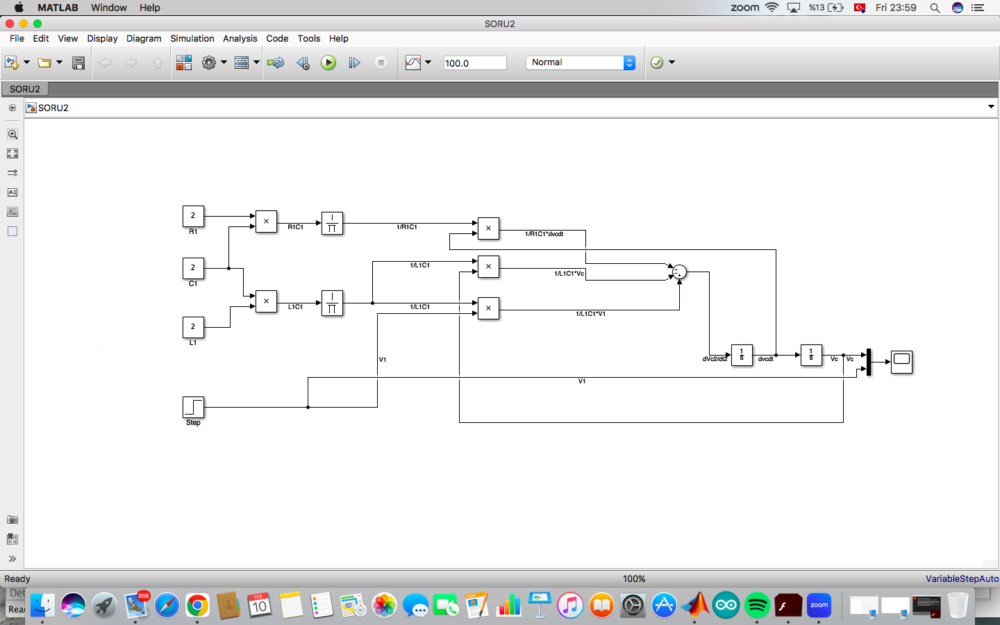 MATLAB Window Help
zoom %13 Fri 23:59
SORU2
File Edit View Display Diagram Simulation Analysis Code Tools Help
100.0 Normal
SORU2
SORU2
2
R1
×
R1C1
1/R1C1
×
1/R1C1*dvcdt
2
C1
1/L1C1
×
1/L1C1*Vc
×
L1C1
1/L1C1
×
1/L1C1*V1
2
L1
V1
dVc2/dt2
1
s
dvcdt
1
s
Vc Vc
V1
Step
Ready 100% VariableStepAuto
Det
Read
856
FEB
10
zoom